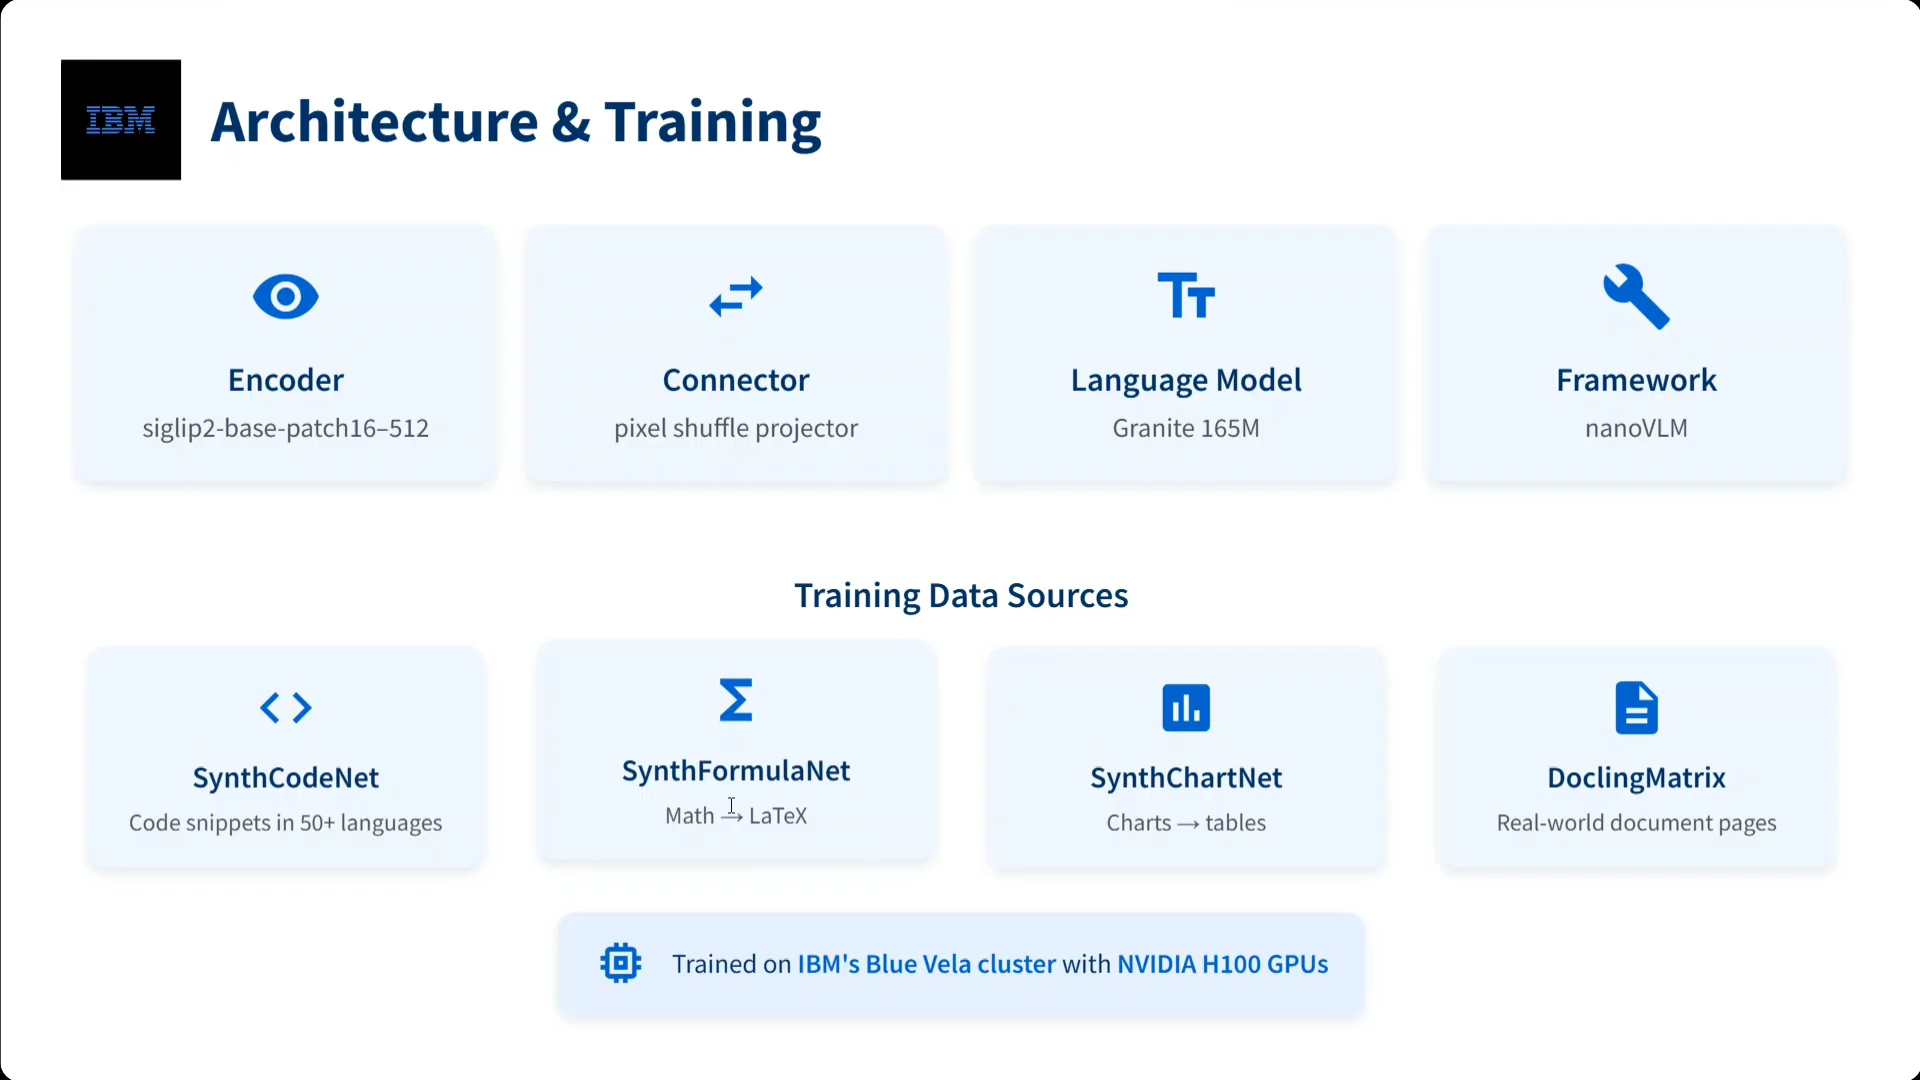 IBM
Architecture & Training
Encoder
siglip2-base-patch16–512
Connector
pixel shuffle projector
Language Model
Granite 165M
Framework
nanoVLM
Training Data Sources
SynthCodeNet
Code snippets in 50+ languages
SynthFormulaNet
Math → LaTeX
SynthChartNet
Charts → tables
DoclingMatrix
Real-world document pages
Trained on IBM's Blue Vela cluster with NVIDIA H100 GPUs